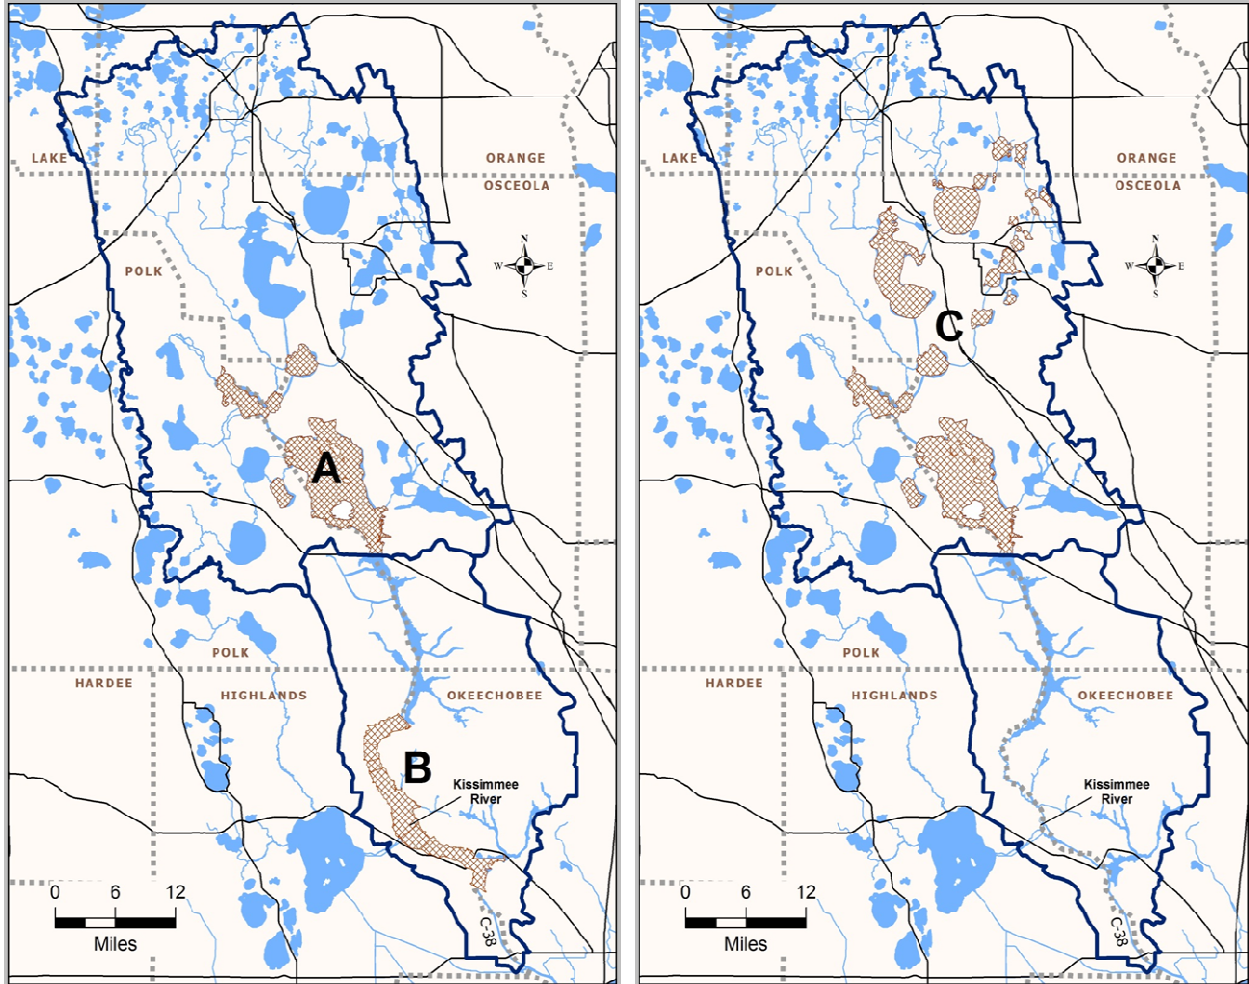 LAKE
ORANGE
OSCEOLA
POLK
N
W E
S
A
POLK
HARDEE
HIGHLANDS
OKEECHOBEE
B
Kissimmee
River
0 6 12
Miles
C-38
LAKE
ORANGE
OSCEOLA
POLK
N
W E
S
C
POLK
HARDEE
HIGHLANDS
OKEECHOBEE
Kissimmee
River
0 6 12
Miles
C-38